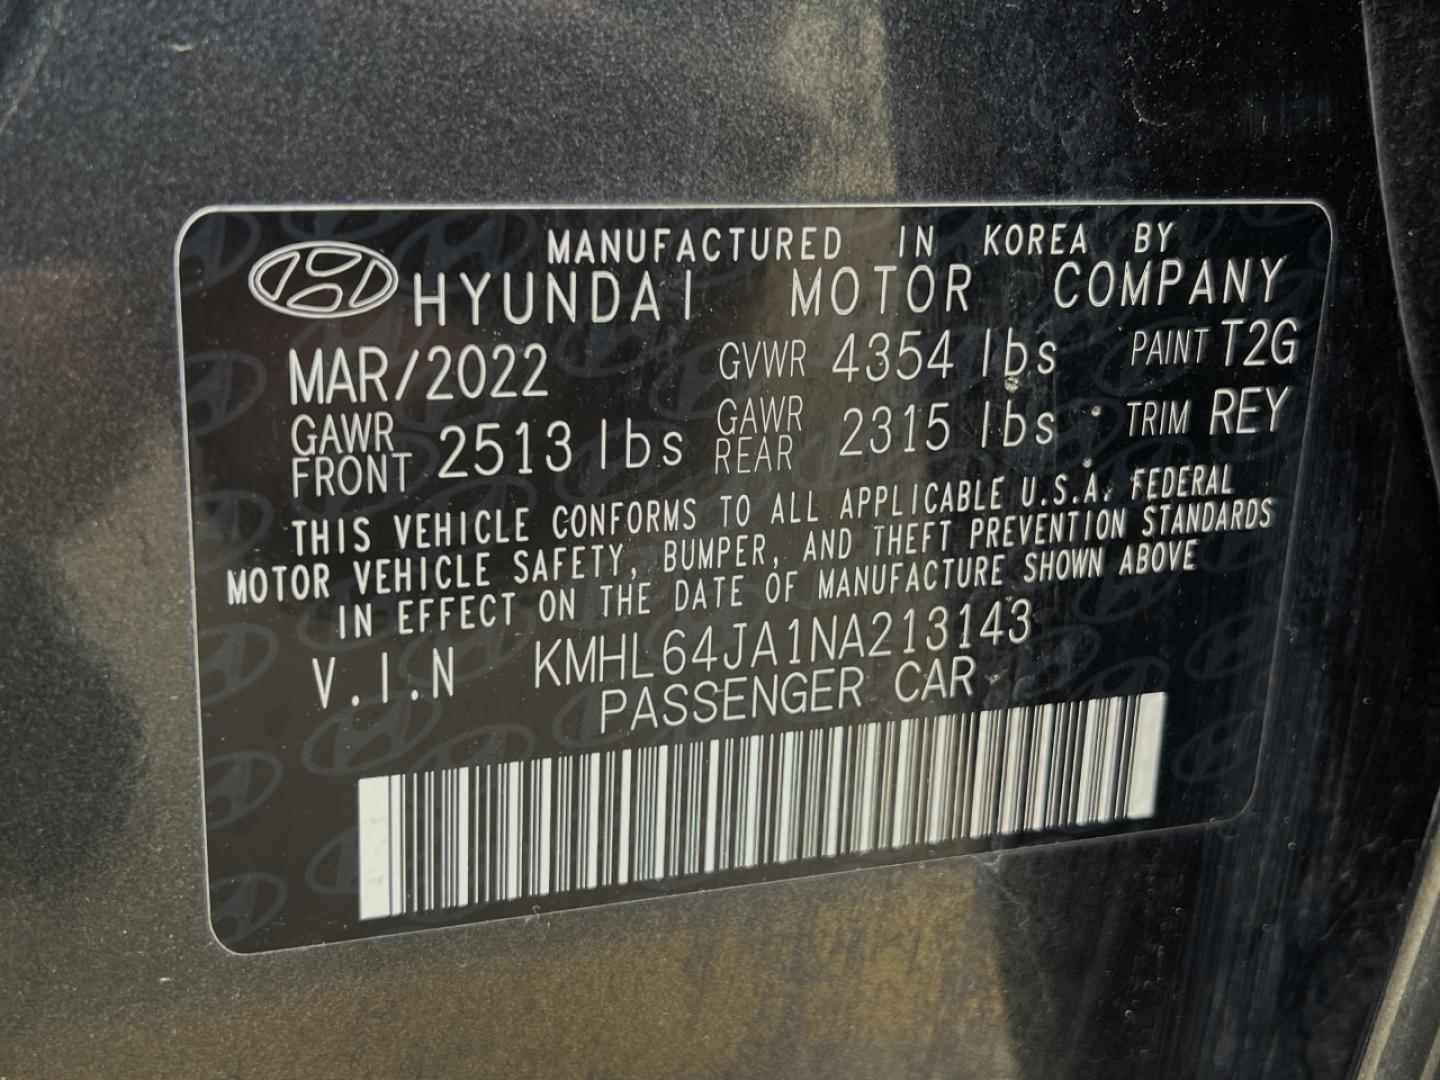 MANUFACTURED IN KOREA BY
HYUNDAI MOTOR COMPANY
MAR/2022 GVWR 4354 lbs PAINT T2G
GAWR FRONT 2513 lbs GAWR REAR 2315 lbs TRIM REY
THIS VEHICLE CONFORMS TO ALL APPLICABLE U.S.A. FEDERAL
MOTOR VEHICLE SAFETY, BUMPER, AND THEFT PREVENTION STANDARDS
IN EFFECT ON THE DATE OF MANUFACTURE SHOWN ABOVE
V.I.N KMHL64JA1NA213143
PASSENGER CAR